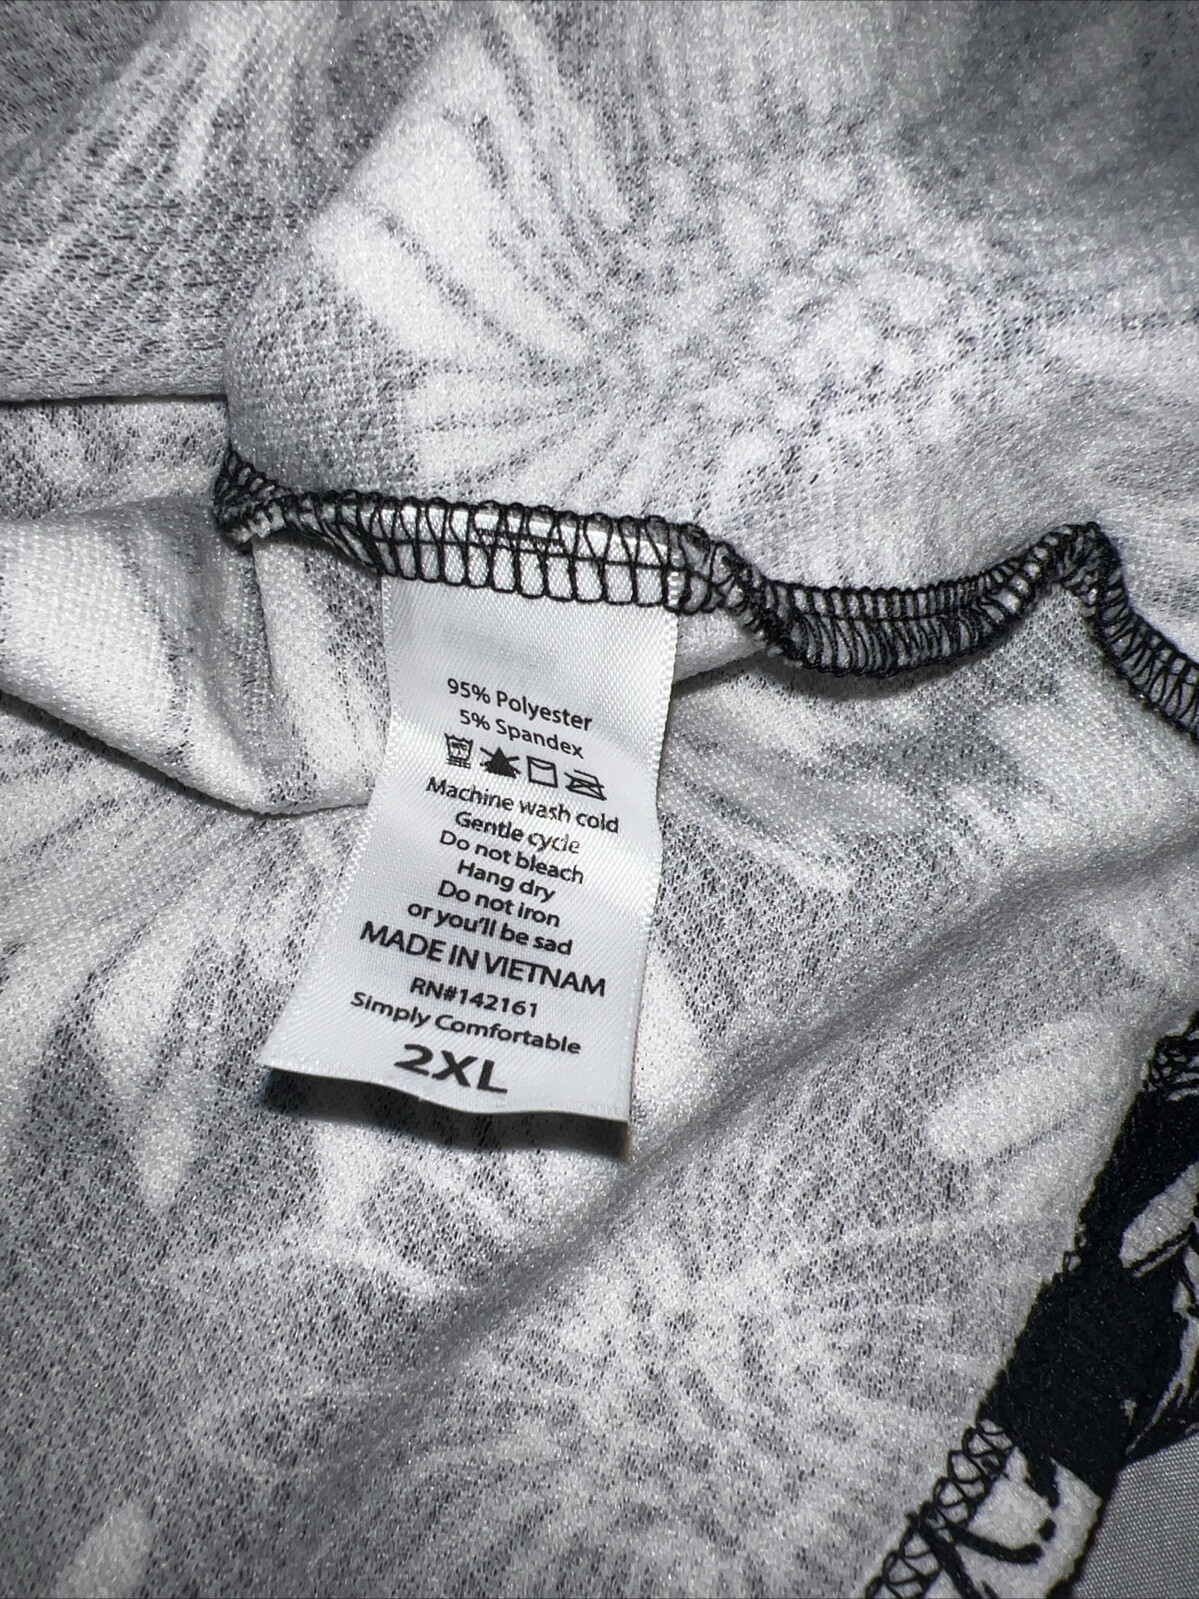 95% Polyester
5% Spandex
Machine wash cold
Gentle cycle
Do not bleach
Hang dry
Do not iron
or you'll be sad
MADE IN VIETNAM
RN#142161
Simply Comfortable
2XL